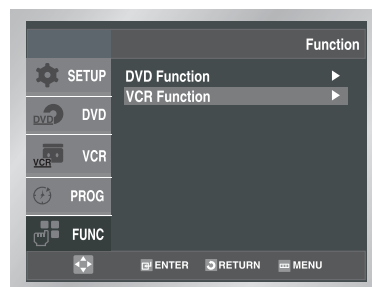 Function
SETUP
DVD Function
VCR Function
DVD DVD
VCR VCR
PROG
FUNC
ENTER RETURN MENU